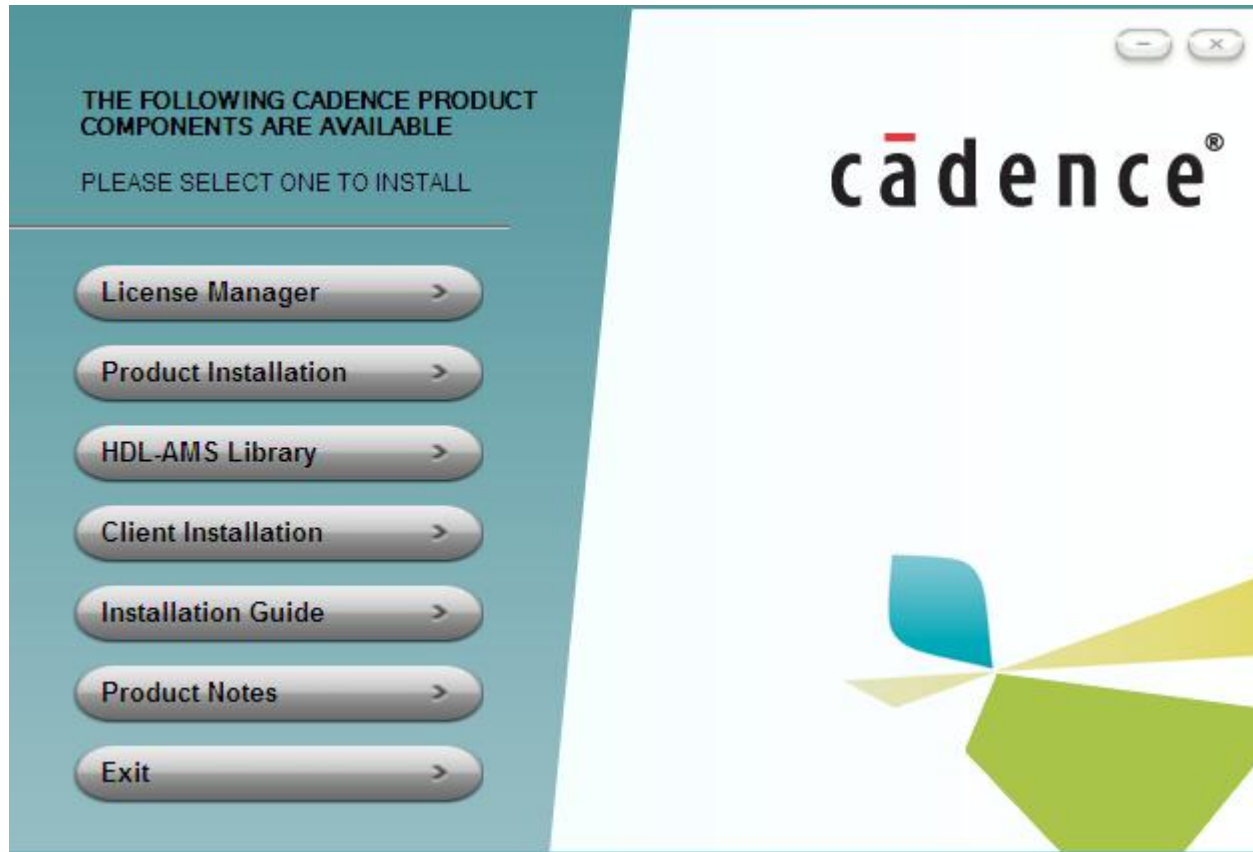 THE FOLLOWING CADENCE PRODUCT
COMPONENTS ARE AVAILABLE
PLEASE SELECT ONE TO INSTALL
License Manager
Product Installation
HDL-AMS Library
Client Installation
Installation Guide
Product Notes
Exit
cādence®